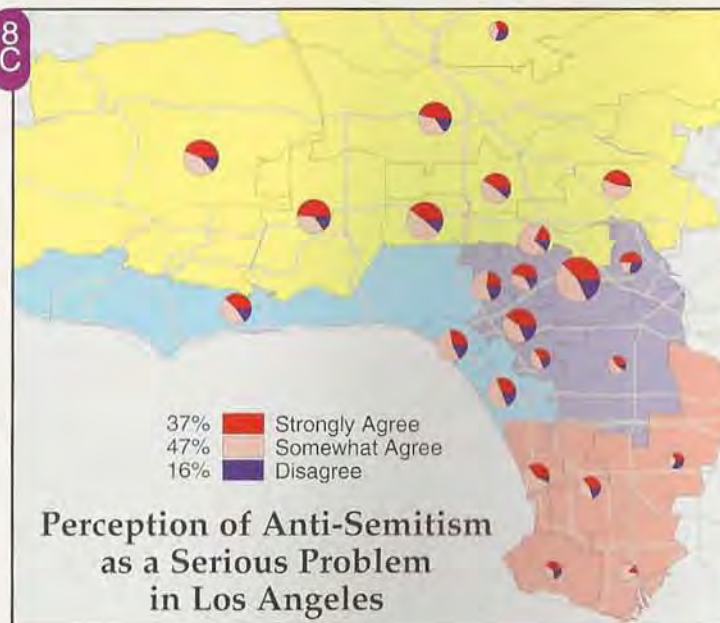 8
C
37% Strongly Agree
47% Somewhat Agree
16% Disagree
Perception of Anti-Semitism
as a Serious Problem
in Los Angeles